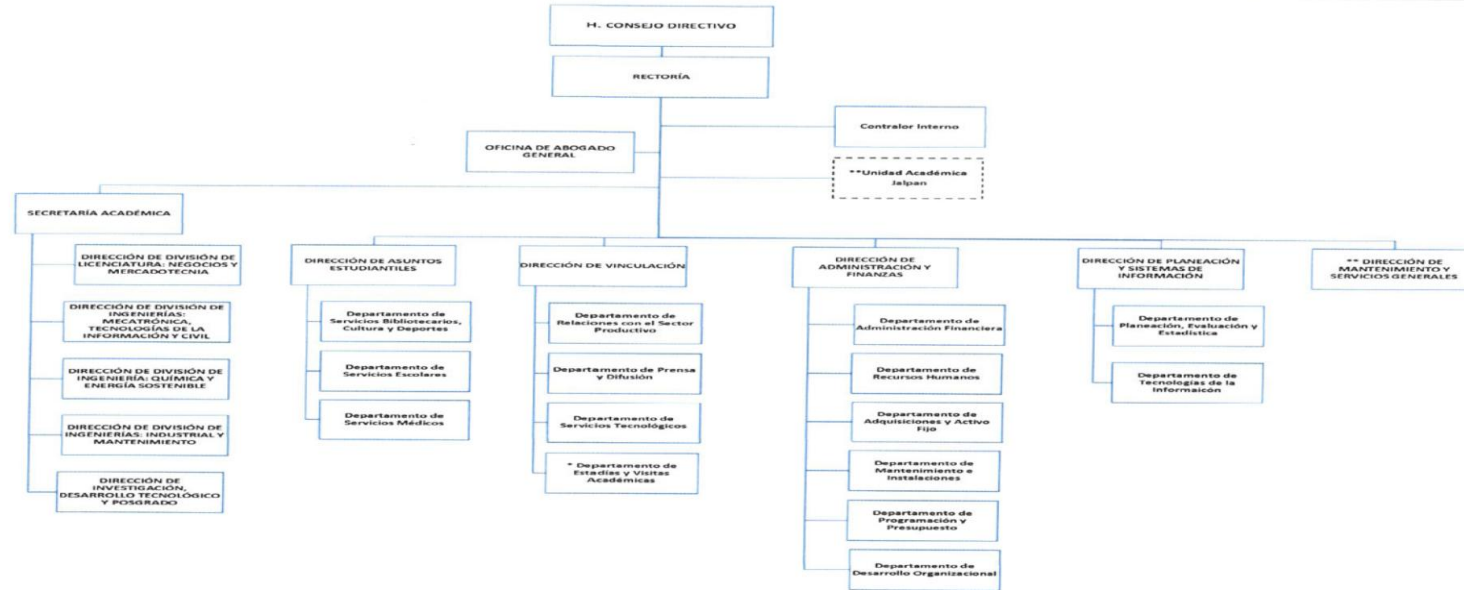 H. CONSEJO DIRECTIVO
RECTORÍA
Contralor Interno
OFICINA DE ABOGADO
GENERAL
**Unidad Académica
Jalpan
SECRETARÍA ACADÉMICA
DIRECCIÓN DE DIVISIÓN DE
LICENCIATURA: NEGOCIOS Y
MERCADOTECNIA
DIRECCIÓN DE DIVISIÓN DE
INGENIERÍAS:
MECATRÓNICA,
TECNOLOGÍAS DE LA
INFORMACIÓN Y CIVIL
DIRECCIÓN DE DIVISIÓN DE
INGENIERÍA: QUÍMICA Y
ENERGÍA SOSTENIBLE
DIRECCIÓN DE DIVISIÓN DE
INGENIERÍAS: INDUSTRIAL Y
MANTENIMIENTO
DIRECCIÓN DE
INVESTIGACIÓN,
DESARROLLO TECNOLÓGICO
Y POSGRADO
DIRECCIÓN DE ASUNTOS
ESTUDIANTILES
Departamento de
Servicios Bibliotecarios,
Cultura y Deportes
Departamento de
Servicios Escolares
Departamento de
Servicios Médicos
DIRECCIÓN DE VINCULACIÓN
Departamento de
Relaciones con el Sector
Productivo
Departamento de Prensa
y Difusión
Departamento de
Servicios Tecnológicos
* Departamento de
Estadías y Visitas
Académicas
DIRECCIÓN DE
ADMINISTRACIÓN Y
FINANZAS
Departamento de
Administración Financiera
Departamento de
Recursos Humanos
Departamento de
Adquisiciones y Activo
Fijo
Departamento de
Mantenimiento e
Instalaciones
Departamento de
Programación y
Presupuesto
Departamento de
Desarrollo Organizacional
DIRECCIÓN DE PLANEACIÓN
Y SISTEMAS DE
INFORMACIÓN
Departamento de
Planeación, Evaluación y
Estadística
Departamento de
Tecnologías de la
Informaicón
** DIRECCIÓN DE
MANTENIMIENTO Y
SERVICIOS GENERALES